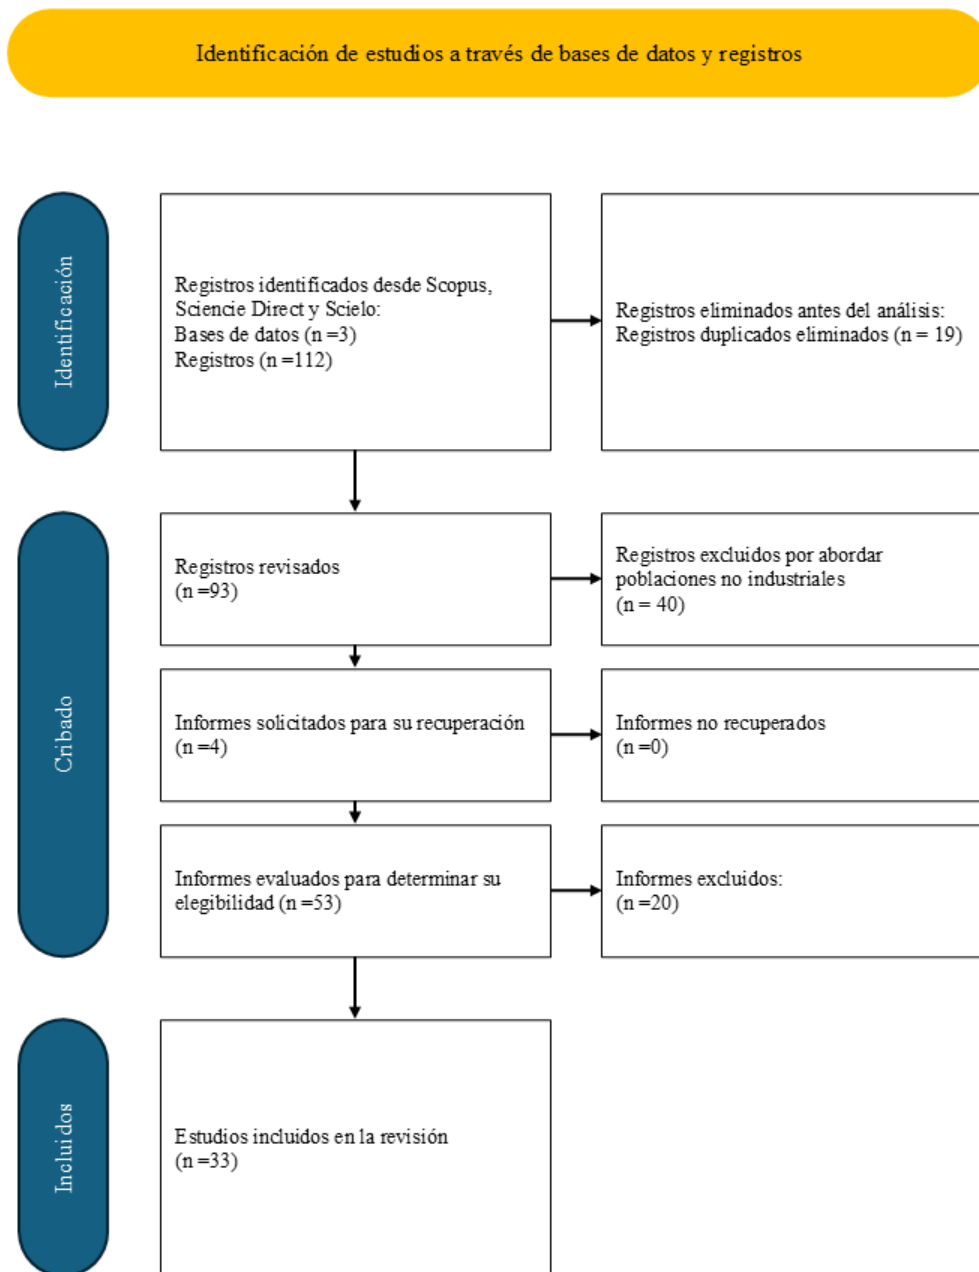 Identificación de estudios a través de bases de datos y registros
Identificación
Registros identificados desde Scopus,
Sciencie Direct y Scielo:
Bases de datos (n =3)
Registros (n =112)
Registros eliminados antes del análisis:
Registros duplicados eliminados (n = 19)
Cribado
Registros revisados
(n =93)
Registros excluidos por abordar
poblaciones no industriales
(n = 40)
Informes solicitados para su recuperación
(n =4)
Informes no recuperados
(n =0)
Informes evaluados para determinar su
elegibilidad (n =53)
Informes excluidos:
(n =20)
Incluidos
Estudios incluidos en la revisión
(n =33)